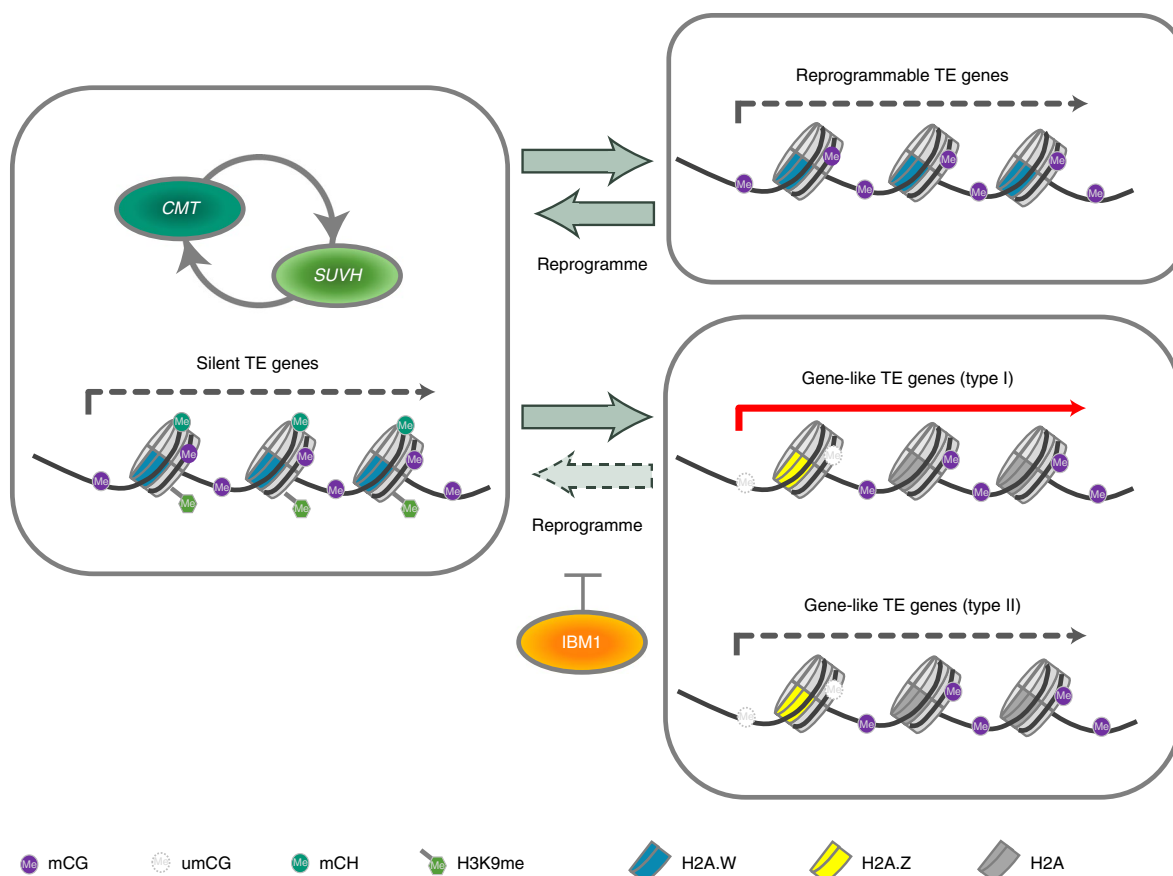 CMT
SUVH
Silent TE genes
Me Me Me
Me Me Me
Me Me Me
Me Me Me
Reprogramme
Reprogrammable TE genes
Me Me Me
Me Me Me Me
Reprogramme
IBM1
Gene-like TE genes (type I)
Me Me Me
Me Me Me Me
Gene-like TE genes (type II)
Me Me Me
Me Me Me Me
Me mCG
Me umCG
Me mCH
Me H3K9me
H2A.W
H2A.Z
H2A